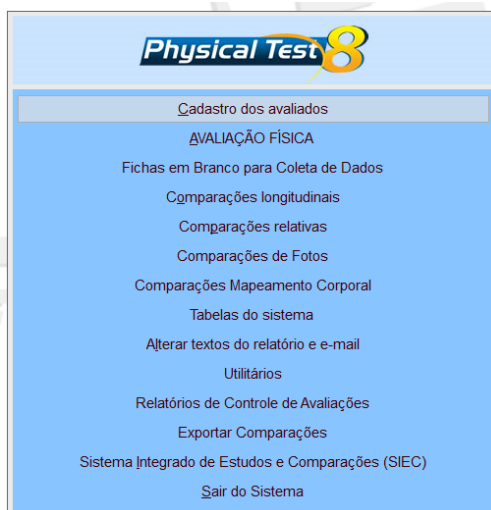 Physical Test 8
Cadastro dos avaliados
AVALIAÇÃO FÍSICA
Fichas em Branco para Coleta de Dados
Comparações longitudinais
Comparações relativas
Comparações de Fotos
Comparações Mapeamento Corporal
Tabelas do sistema
Alterar textos do relatório e e-mail
Utilitários
Relatórios de Controle de Avaliações
Exportar Comparações
Sistema Integrado de Estudos e Comparações (SIEC)
Sair do Sistema